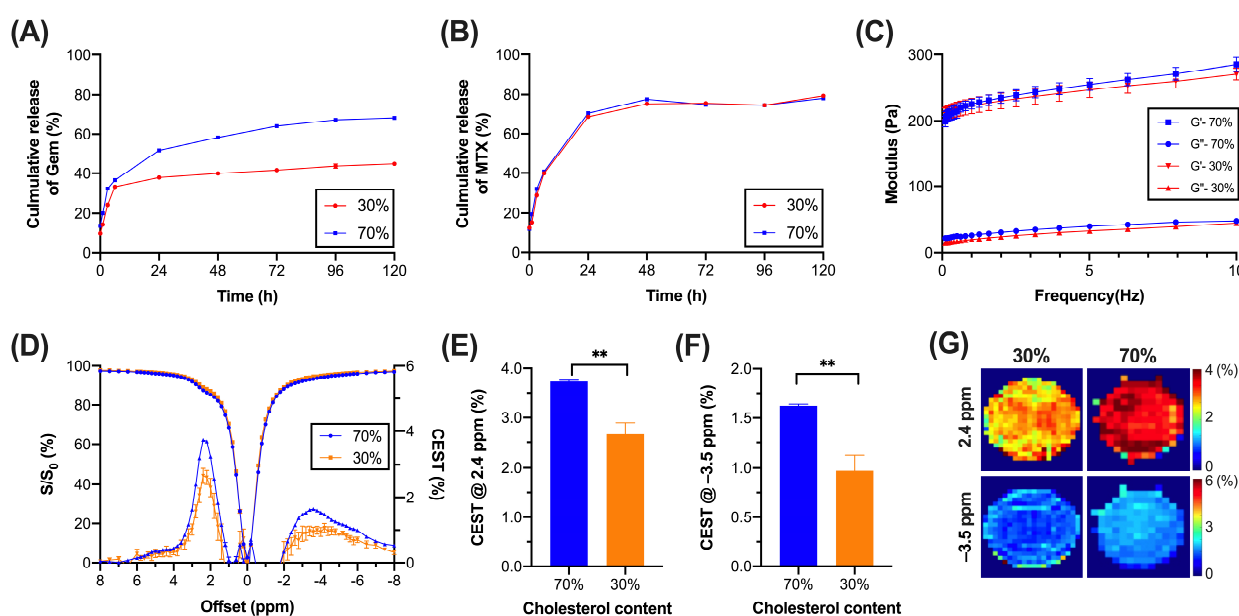 (A)
Culmulative release
of Gem (%)
100
80
60
40
20
0
0 24 48 72 96 120
Time (h)
30%
70%
(B)
Cumulative release
of MTX (%)
100
80
60
40
20
0
0 24 48 72 96 120
Time (h)
30%
70%
(C)
Modulus (Pa)
300
200
100
0
0 5 10
Frequency(Hz)
G'- 70%
G"- 70%
G'- 30%
G"- 30%
(D)
S/S0 (%)
100
80
60
40
20
0
8 6 4 2 0 -2 -4 -6 -8
Offset (ppm)
6
4
2
0
CEST (%)
70%
30%
(E)
CEST @ 2.4 ppm (%)
4.0
3.0
2.0
1.0
0.0
**
70% 30%
Cholesterol content
(F)
CEST @ –3.5 ppm (%)
2.0
1.5
1.0
0.5
0.0
**
70% 30%
Cholesterol content
(G)
30% 70%
2.4 ppm
4 (%)
2
0
–3.5 ppm
6 (%)
3
0